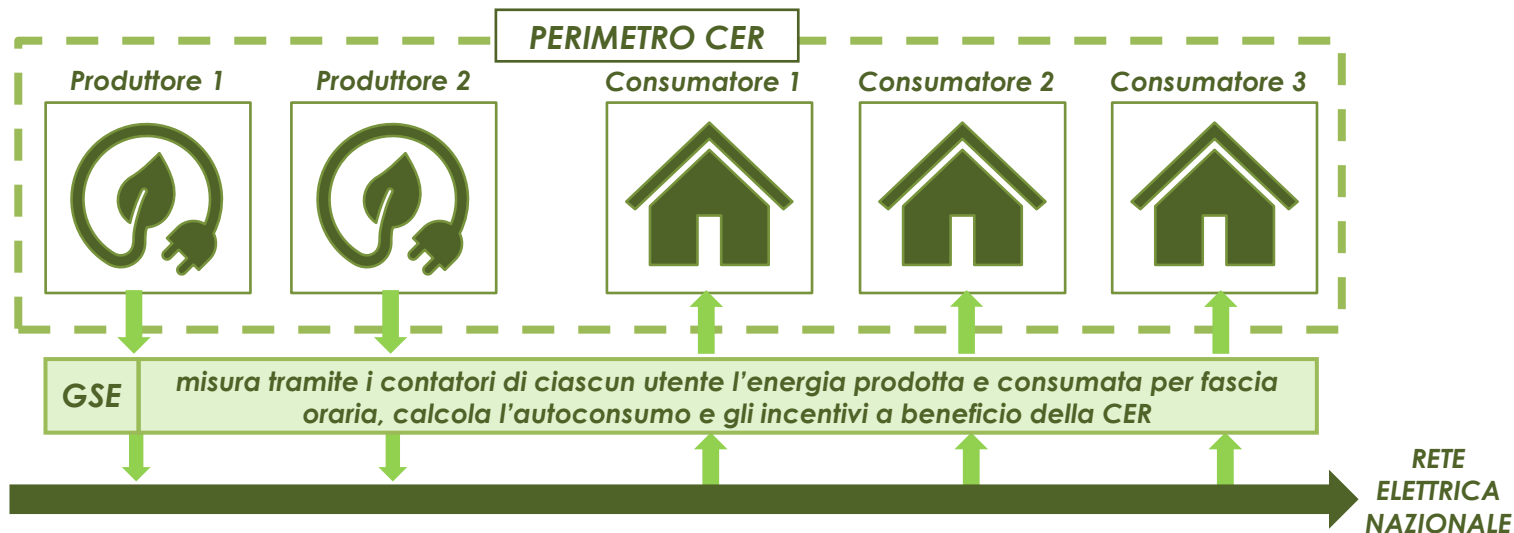 PERIMETRO CER
Produttore 1
Produttore 2
Consumatore 1
Consumatore 2
Consumatore 3
GSE
misura tramite i contatori di ciascun utente l’energia prodotta e consumata per fascia
oraria, calcola l’autoconsumo e gli incentivi a beneficio della CER
RETE
ELETTRICA
NAZIONALE